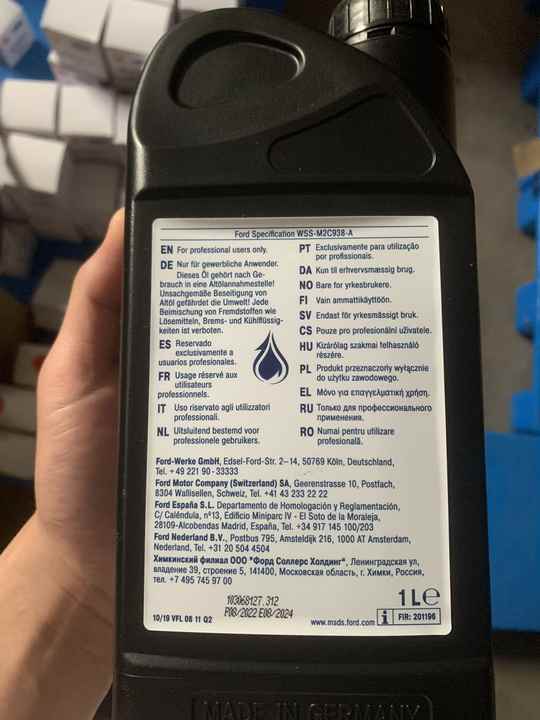 Ford Specification WSS-M2C938-A
EN For professional users only.
DE Nur für gewerbliche Anwender.
Dieses Öl gehört nach Ge-
brauch in eine Altölannahmestelle!
Unsachgemäße Beseitigung von
Altöl gefährdet die Umwelt! Jede
Beimischung von Fremdstoffen wie
Lösemitteln, Brems- und Kühlflüssig-
keiten ist verboten.
ES Reservado
exclusivamente a
usuarios profesionales.
FR Usage réservé aux
utilisateurs
professionnels.
IT Uso riservato agli utilizzatori
professionali.
NL Uitsluitend bestemd voor
professionele gebruikers.
PT Exclusivamente para utilização
por profissionais.
DA Kun til erhvervsmæssig brug.
NO Bare for yrkesbrukere.
FI Vain ammattikäyttöön.
SV Endast för yrkesmässigt bruk.
CS Pouze pro profesionální uživatele.
HU Kizárólag szakmai felhasználó
részére.
PL Produkt przeznaczony wyłącznie
do użytku zawodowego.
EL Μόνο για επαγγελματική χρήση.
RU Только для профессионального
применения.
RO Numai pentru utilizare
profesională.
Ford-Werke GmbH, Edsel-Ford-Str. 2–14, 50769 Köln, Deutschland,
Tel. + 49 221 90-33333
Ford Motor Company (Switzerland) SA, Geerenstrasse 10, Postfach,
8304 Wallisellen, Schweiz, Tel. +41 43 233 22 22
Ford España S.L. Departamento de Homologación y Reglamentación,
C/ Caléndula, nº13, Edificio Miniparc IV - El Soto de la Moraleja,
28109-Alcobendas Madrid, España, Tel. +34 917 145 100/203
Ford Nederland B.V., Postbus 795, Amsteldijk 216, 1000 AT Amsterdam,
Nederland, Tel. +31 20 504 4504
Химкинский филиал ООО "Форд Соллерс Холдинг", Ленинградская ул,
владение 39, строение 5, 141400, Московская область, г. Химки, Россия,
тел. +7 495 745 97 00
103068127.312
P08/2022 E08/2024
1 L e
10/19 VFL 08 11 Q2
www.msds.ford.com
i FIR: 201196
MADE IN GERMANY